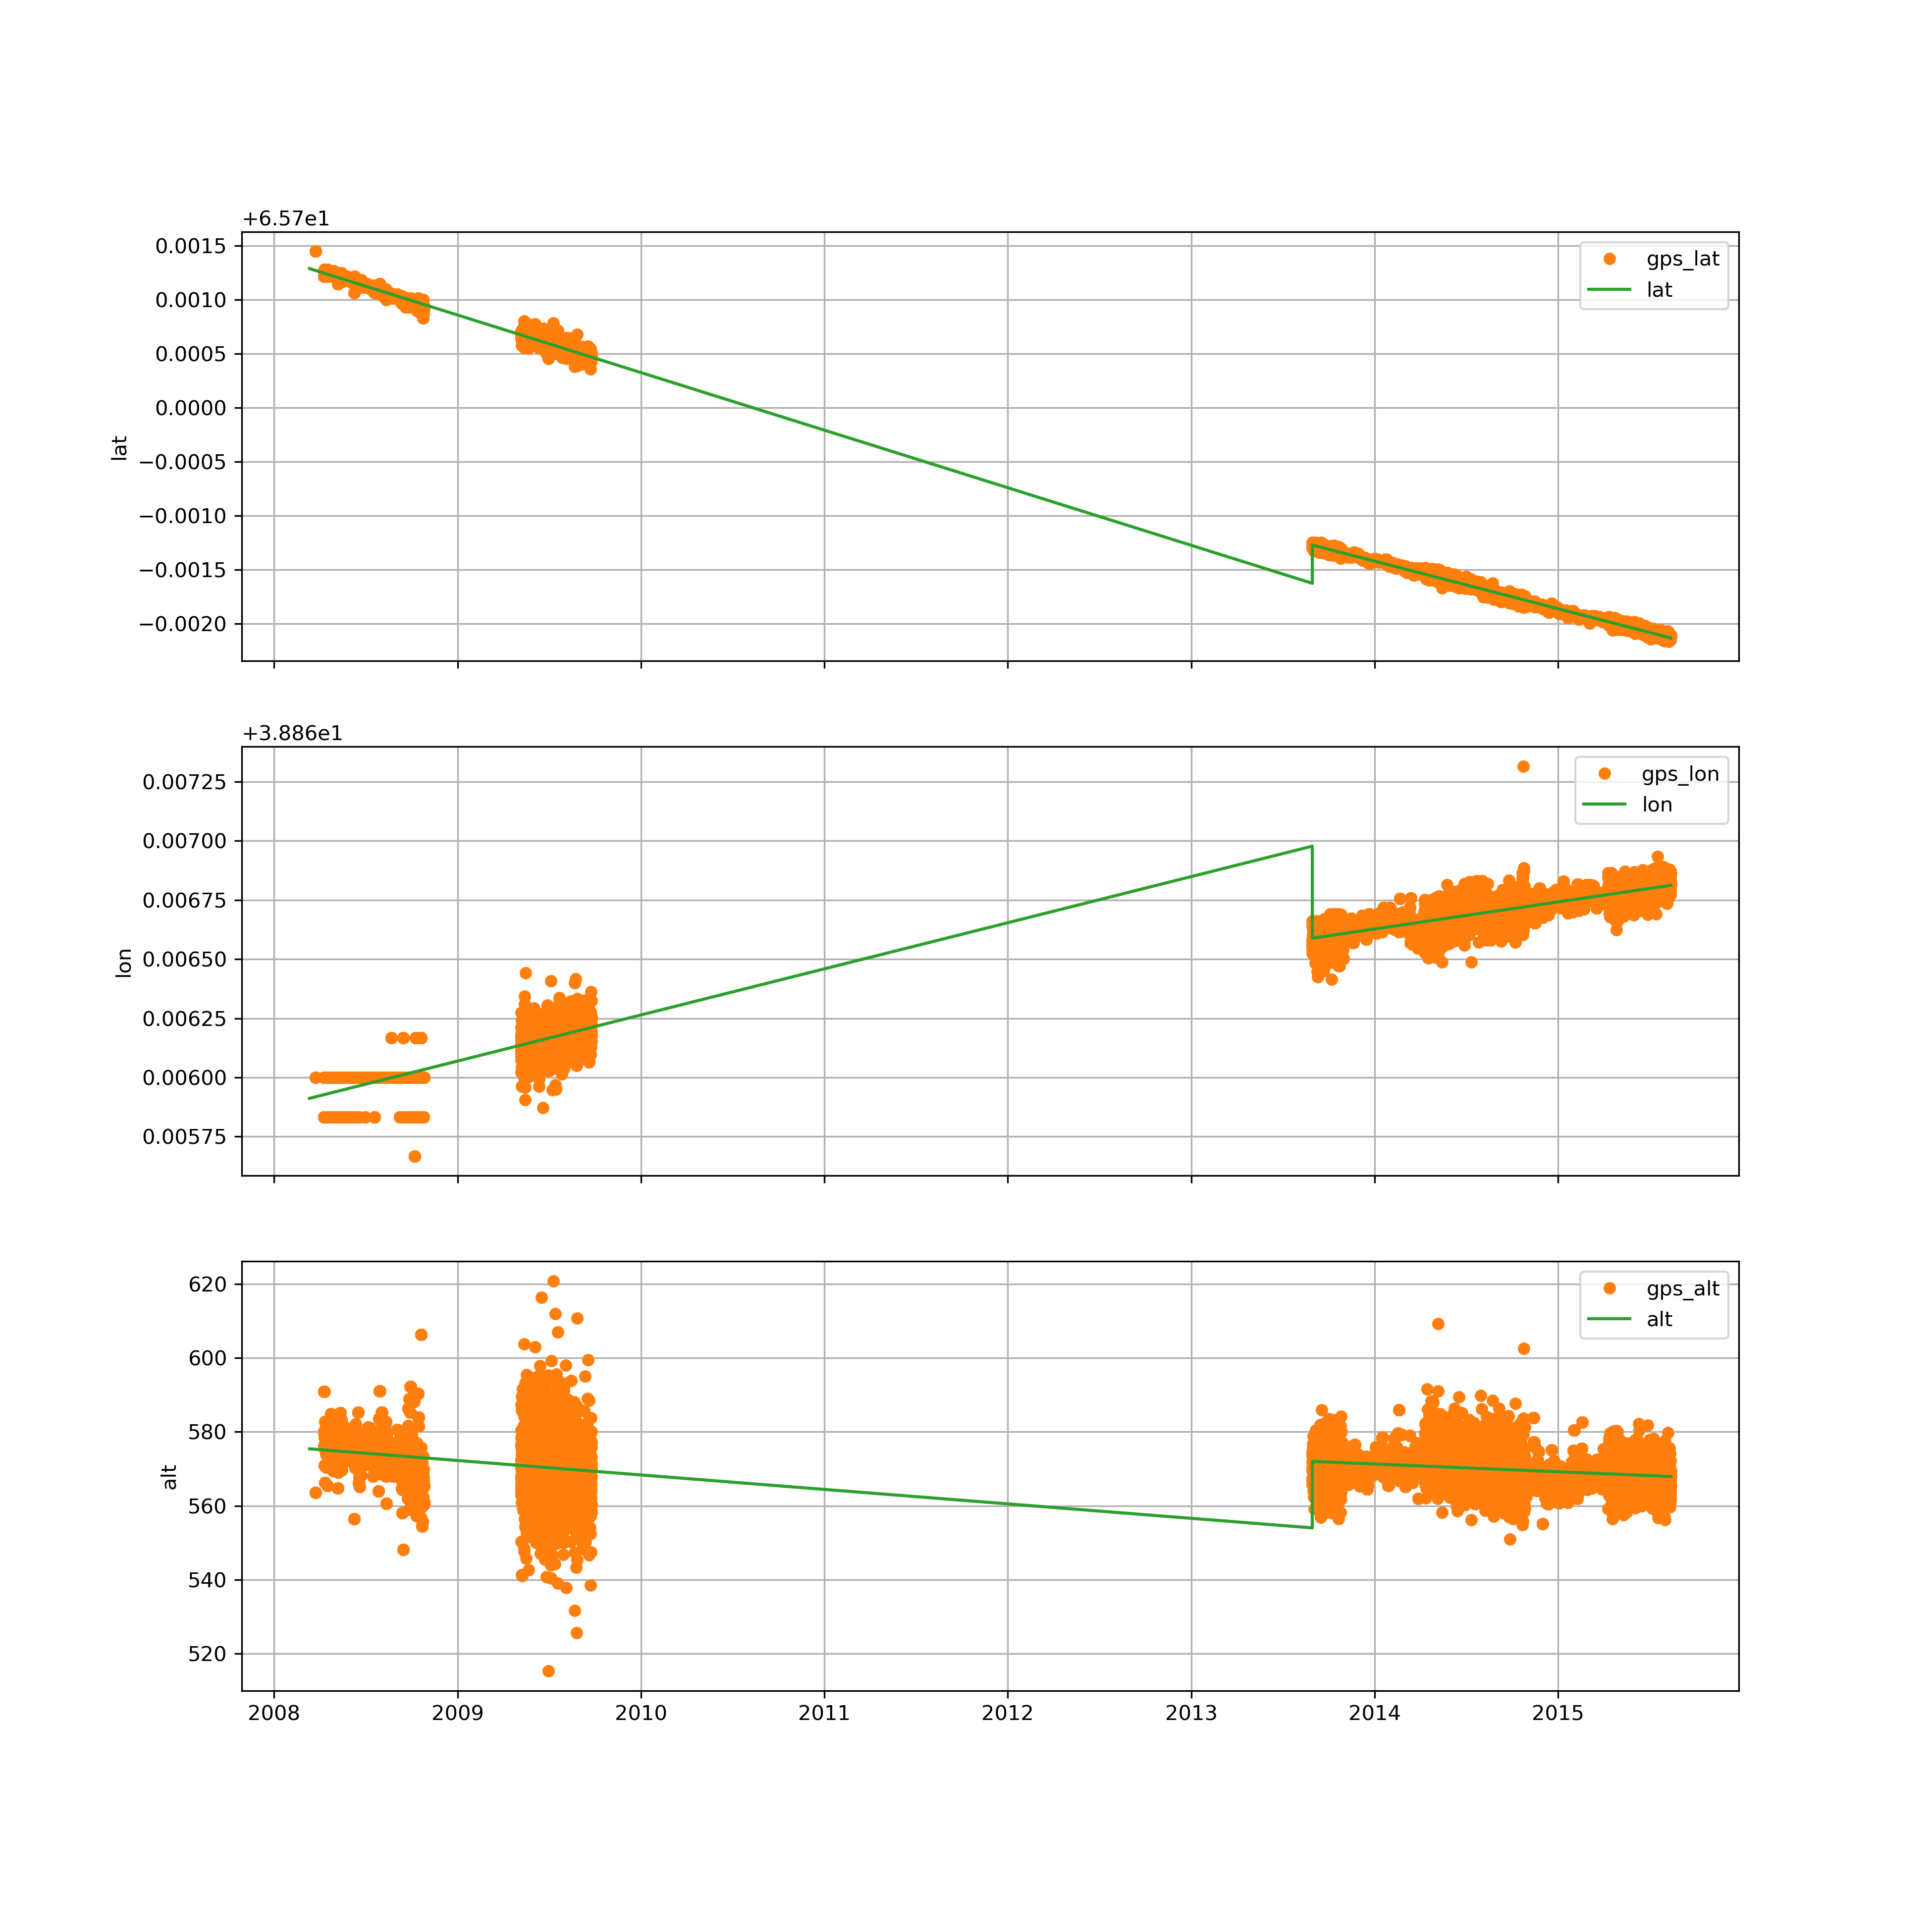 +6.57e1
0.0015
0.0010
0.0005
0.0000
−0.0005
−0.0010
−0.0015
−0.0020
lat
gps_lat
lat
+3.886e1
0.00725
0.00700
0.00675
0.00650
0.00625
0.00600
0.00575
lon
gps_lon
lon
620
600
580
560
540
520
alt
gps_alt
alt
2008 2009 2010 2011 2012 2013 2014 2015